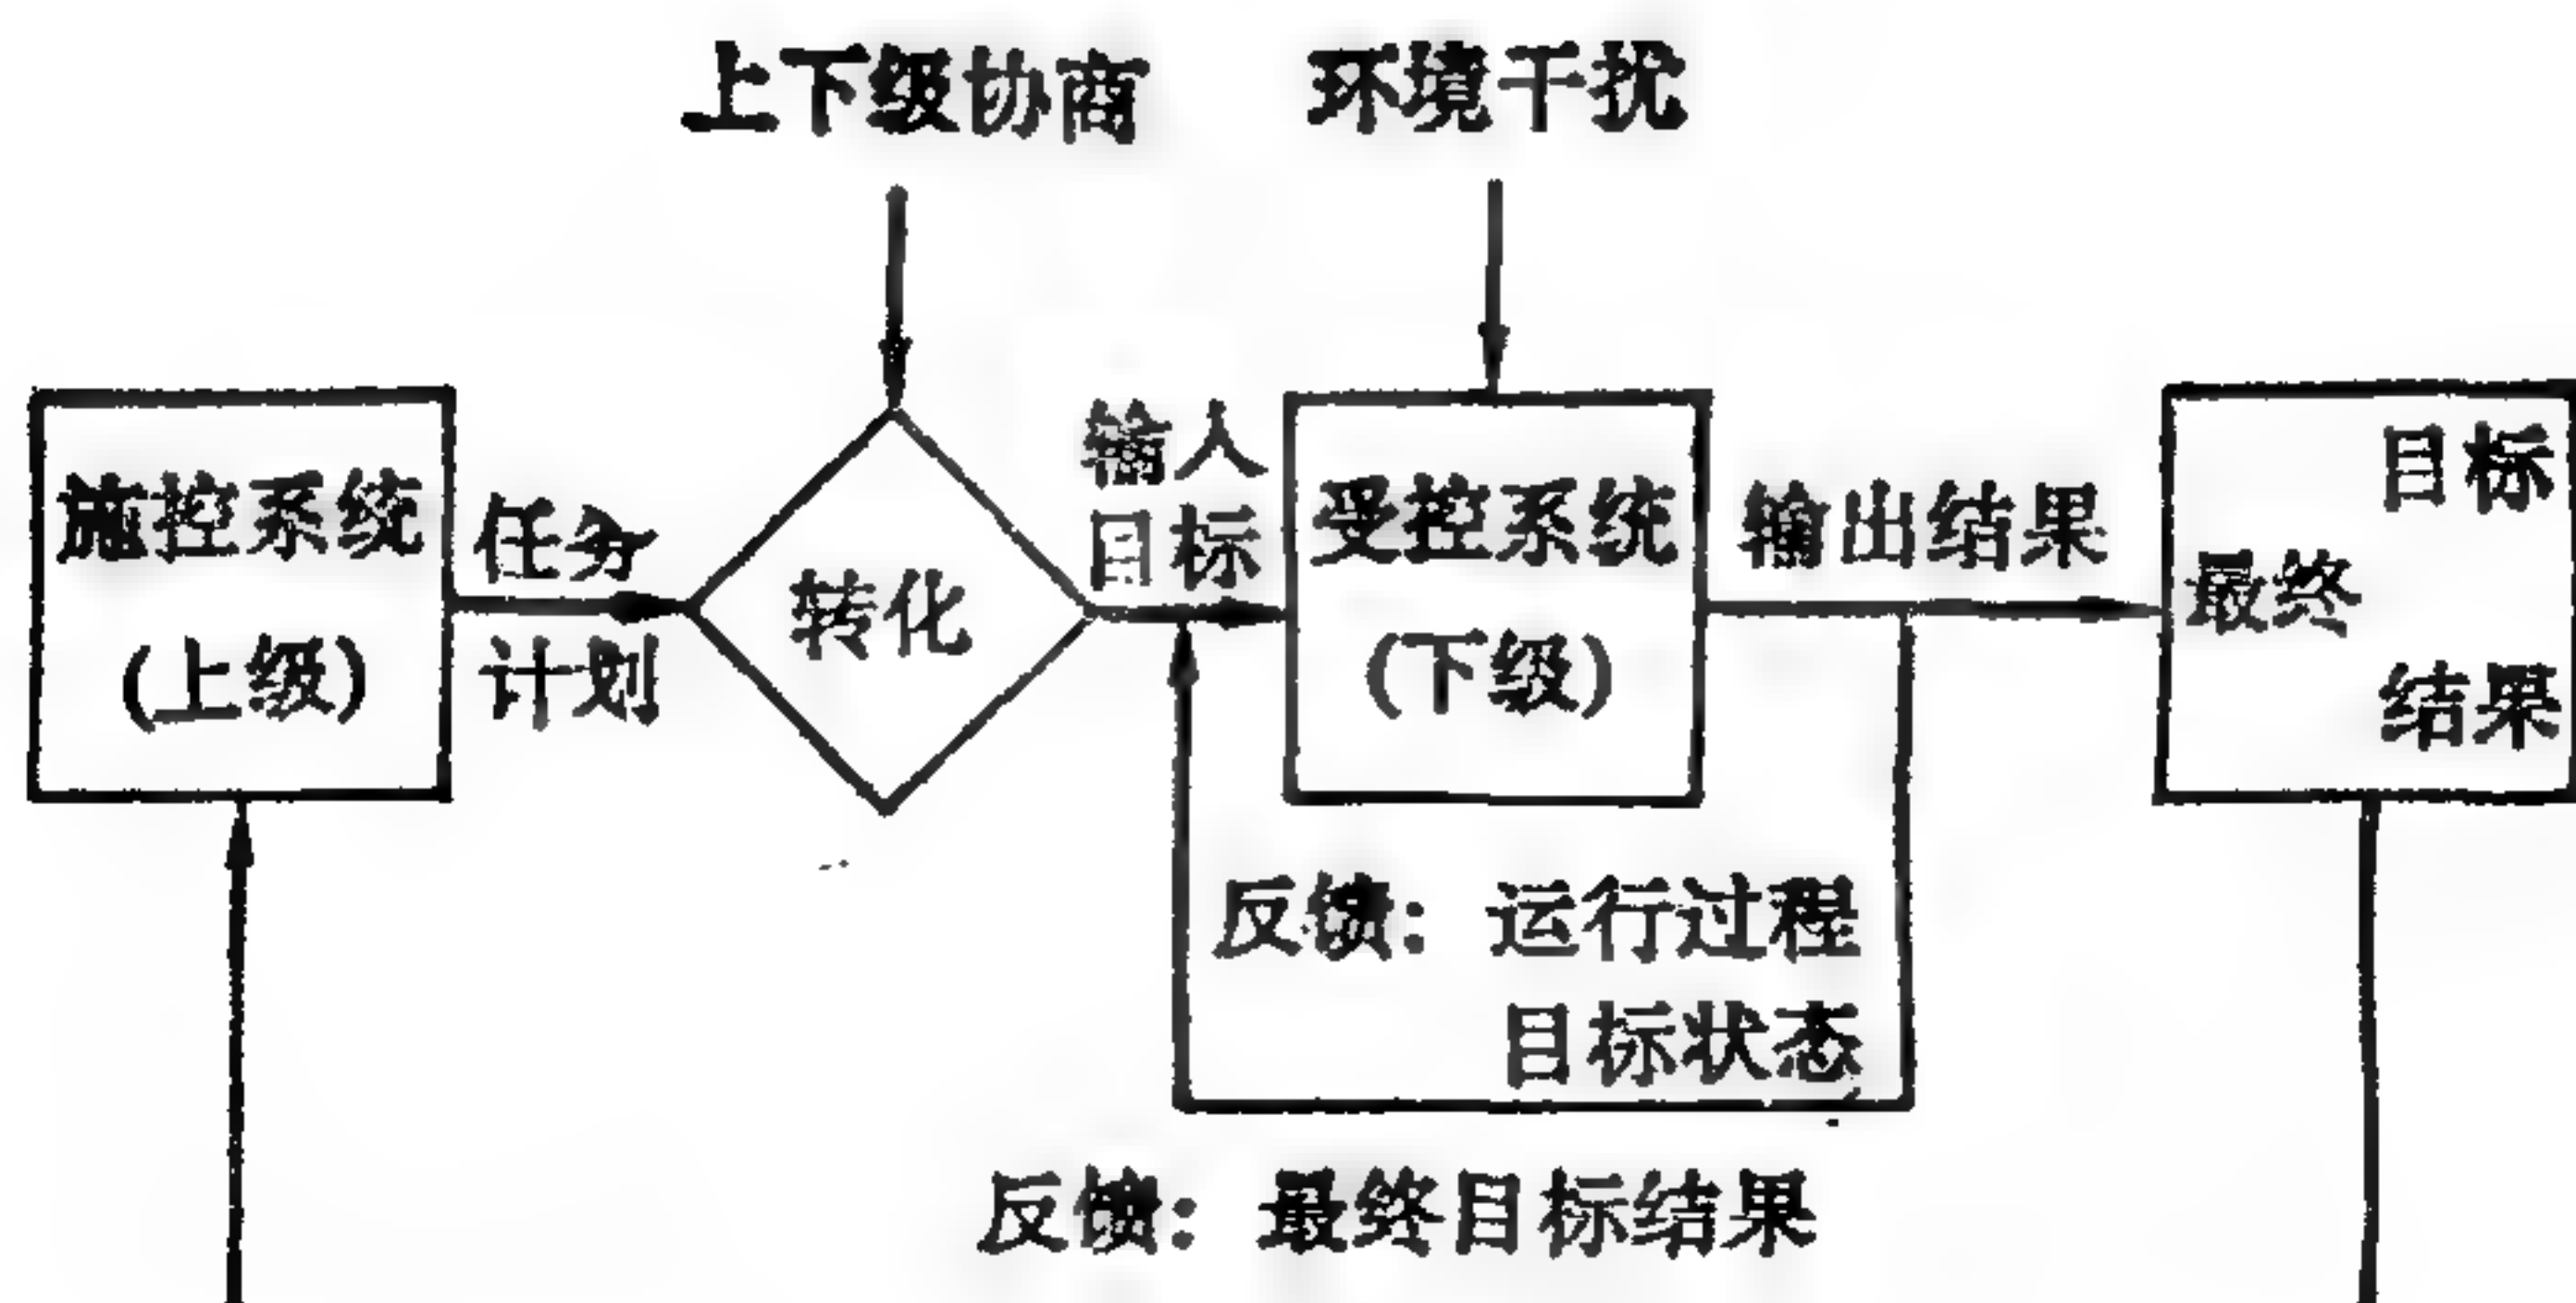 上下级协商
环境干扰
施控系统
(上级)
任务
计划
转化
输入
目标
受控系统
(下级)
输出结果
目标
最终
结果
反馈：运行过程
目标状态
反馈：最终目标结果